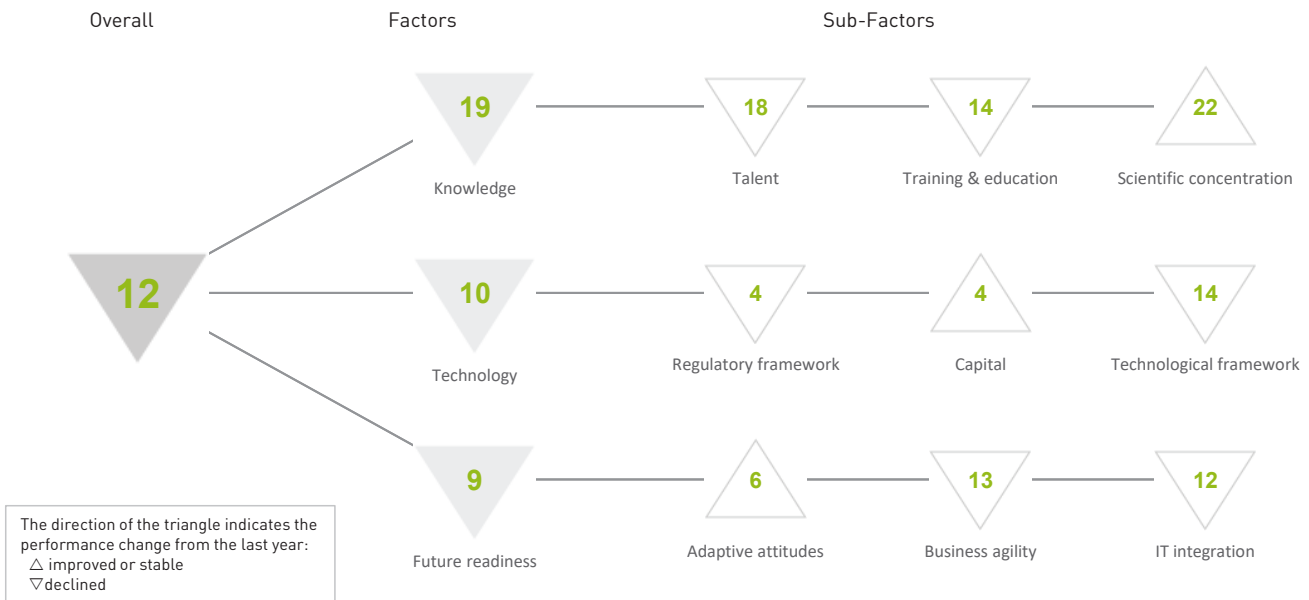 Overall Factors Sub-Factors
19 18 14 22
Knowledge Talent Training & education Scientific concentration
12 10 4 4 14
Technology Regulatory framework Capital Technological framework
9 6 13 12
Future readiness Adaptive attitudes Business agility IT integration
The direction of the triangle indicates the
performance change from the last year:
△ improved or stable
▽declined